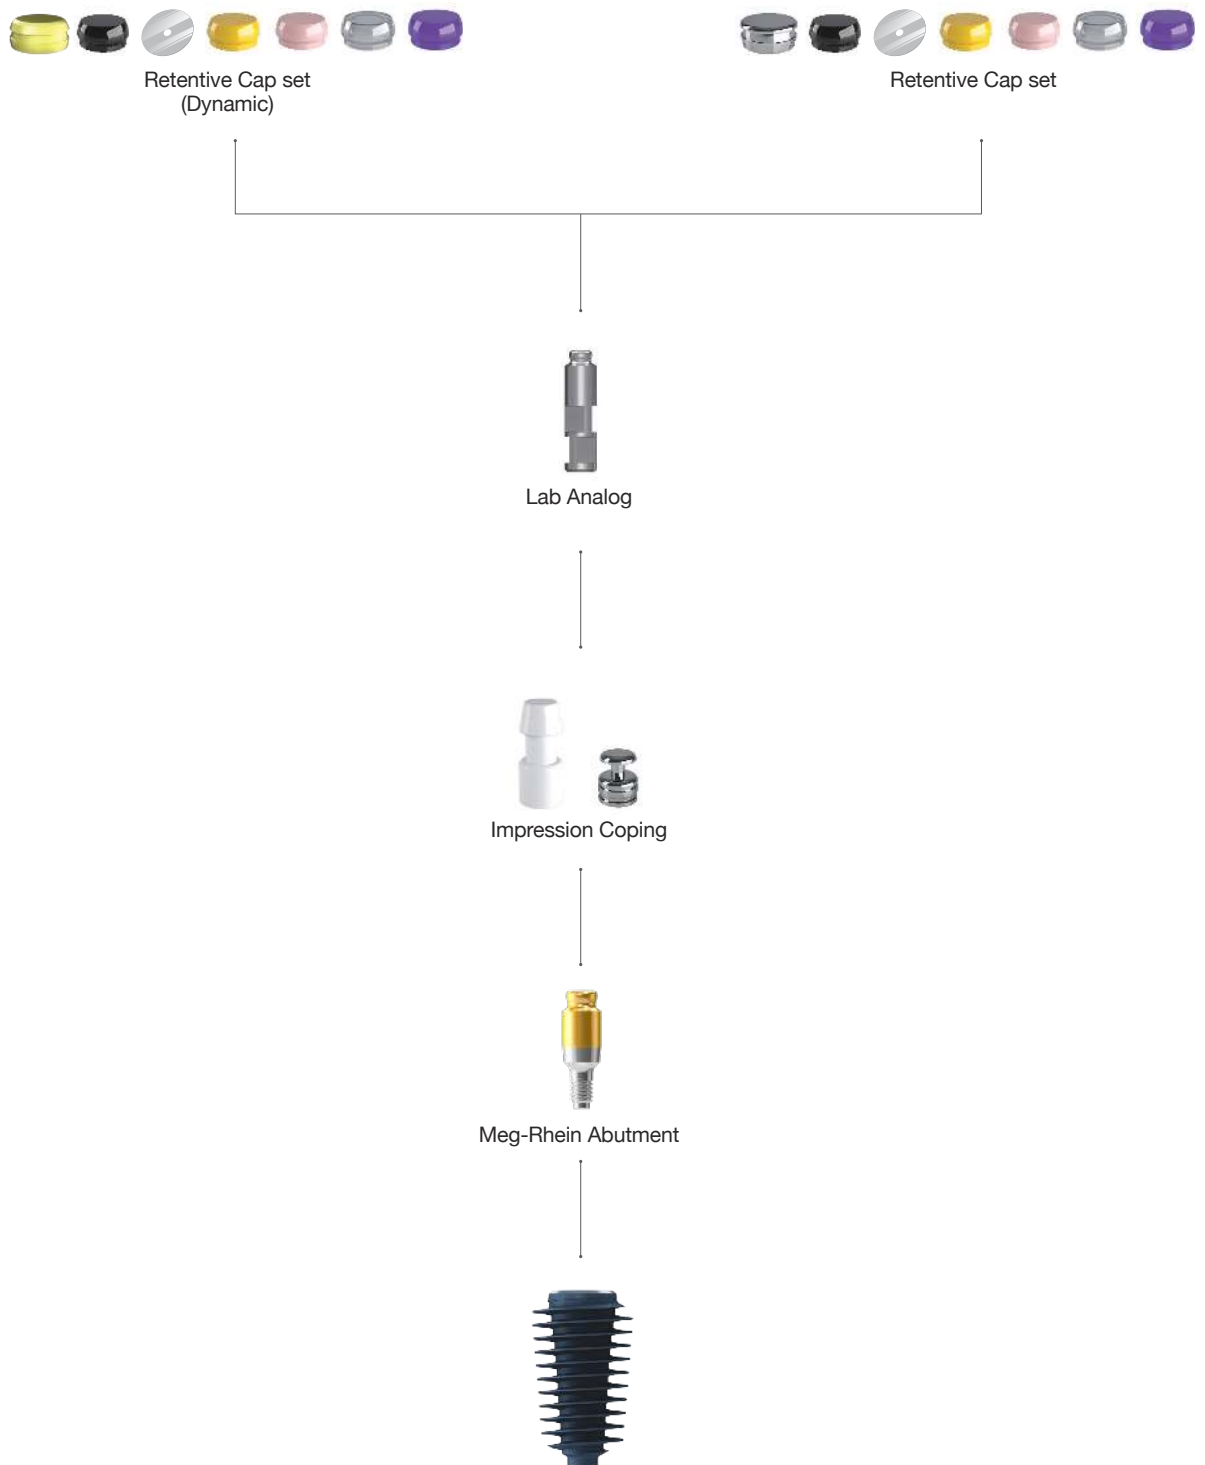 Retentive Cap set
(Dynamic)
Retentive Cap set
Lab Analog
Impression Coping
Meg-Rhein Abutment